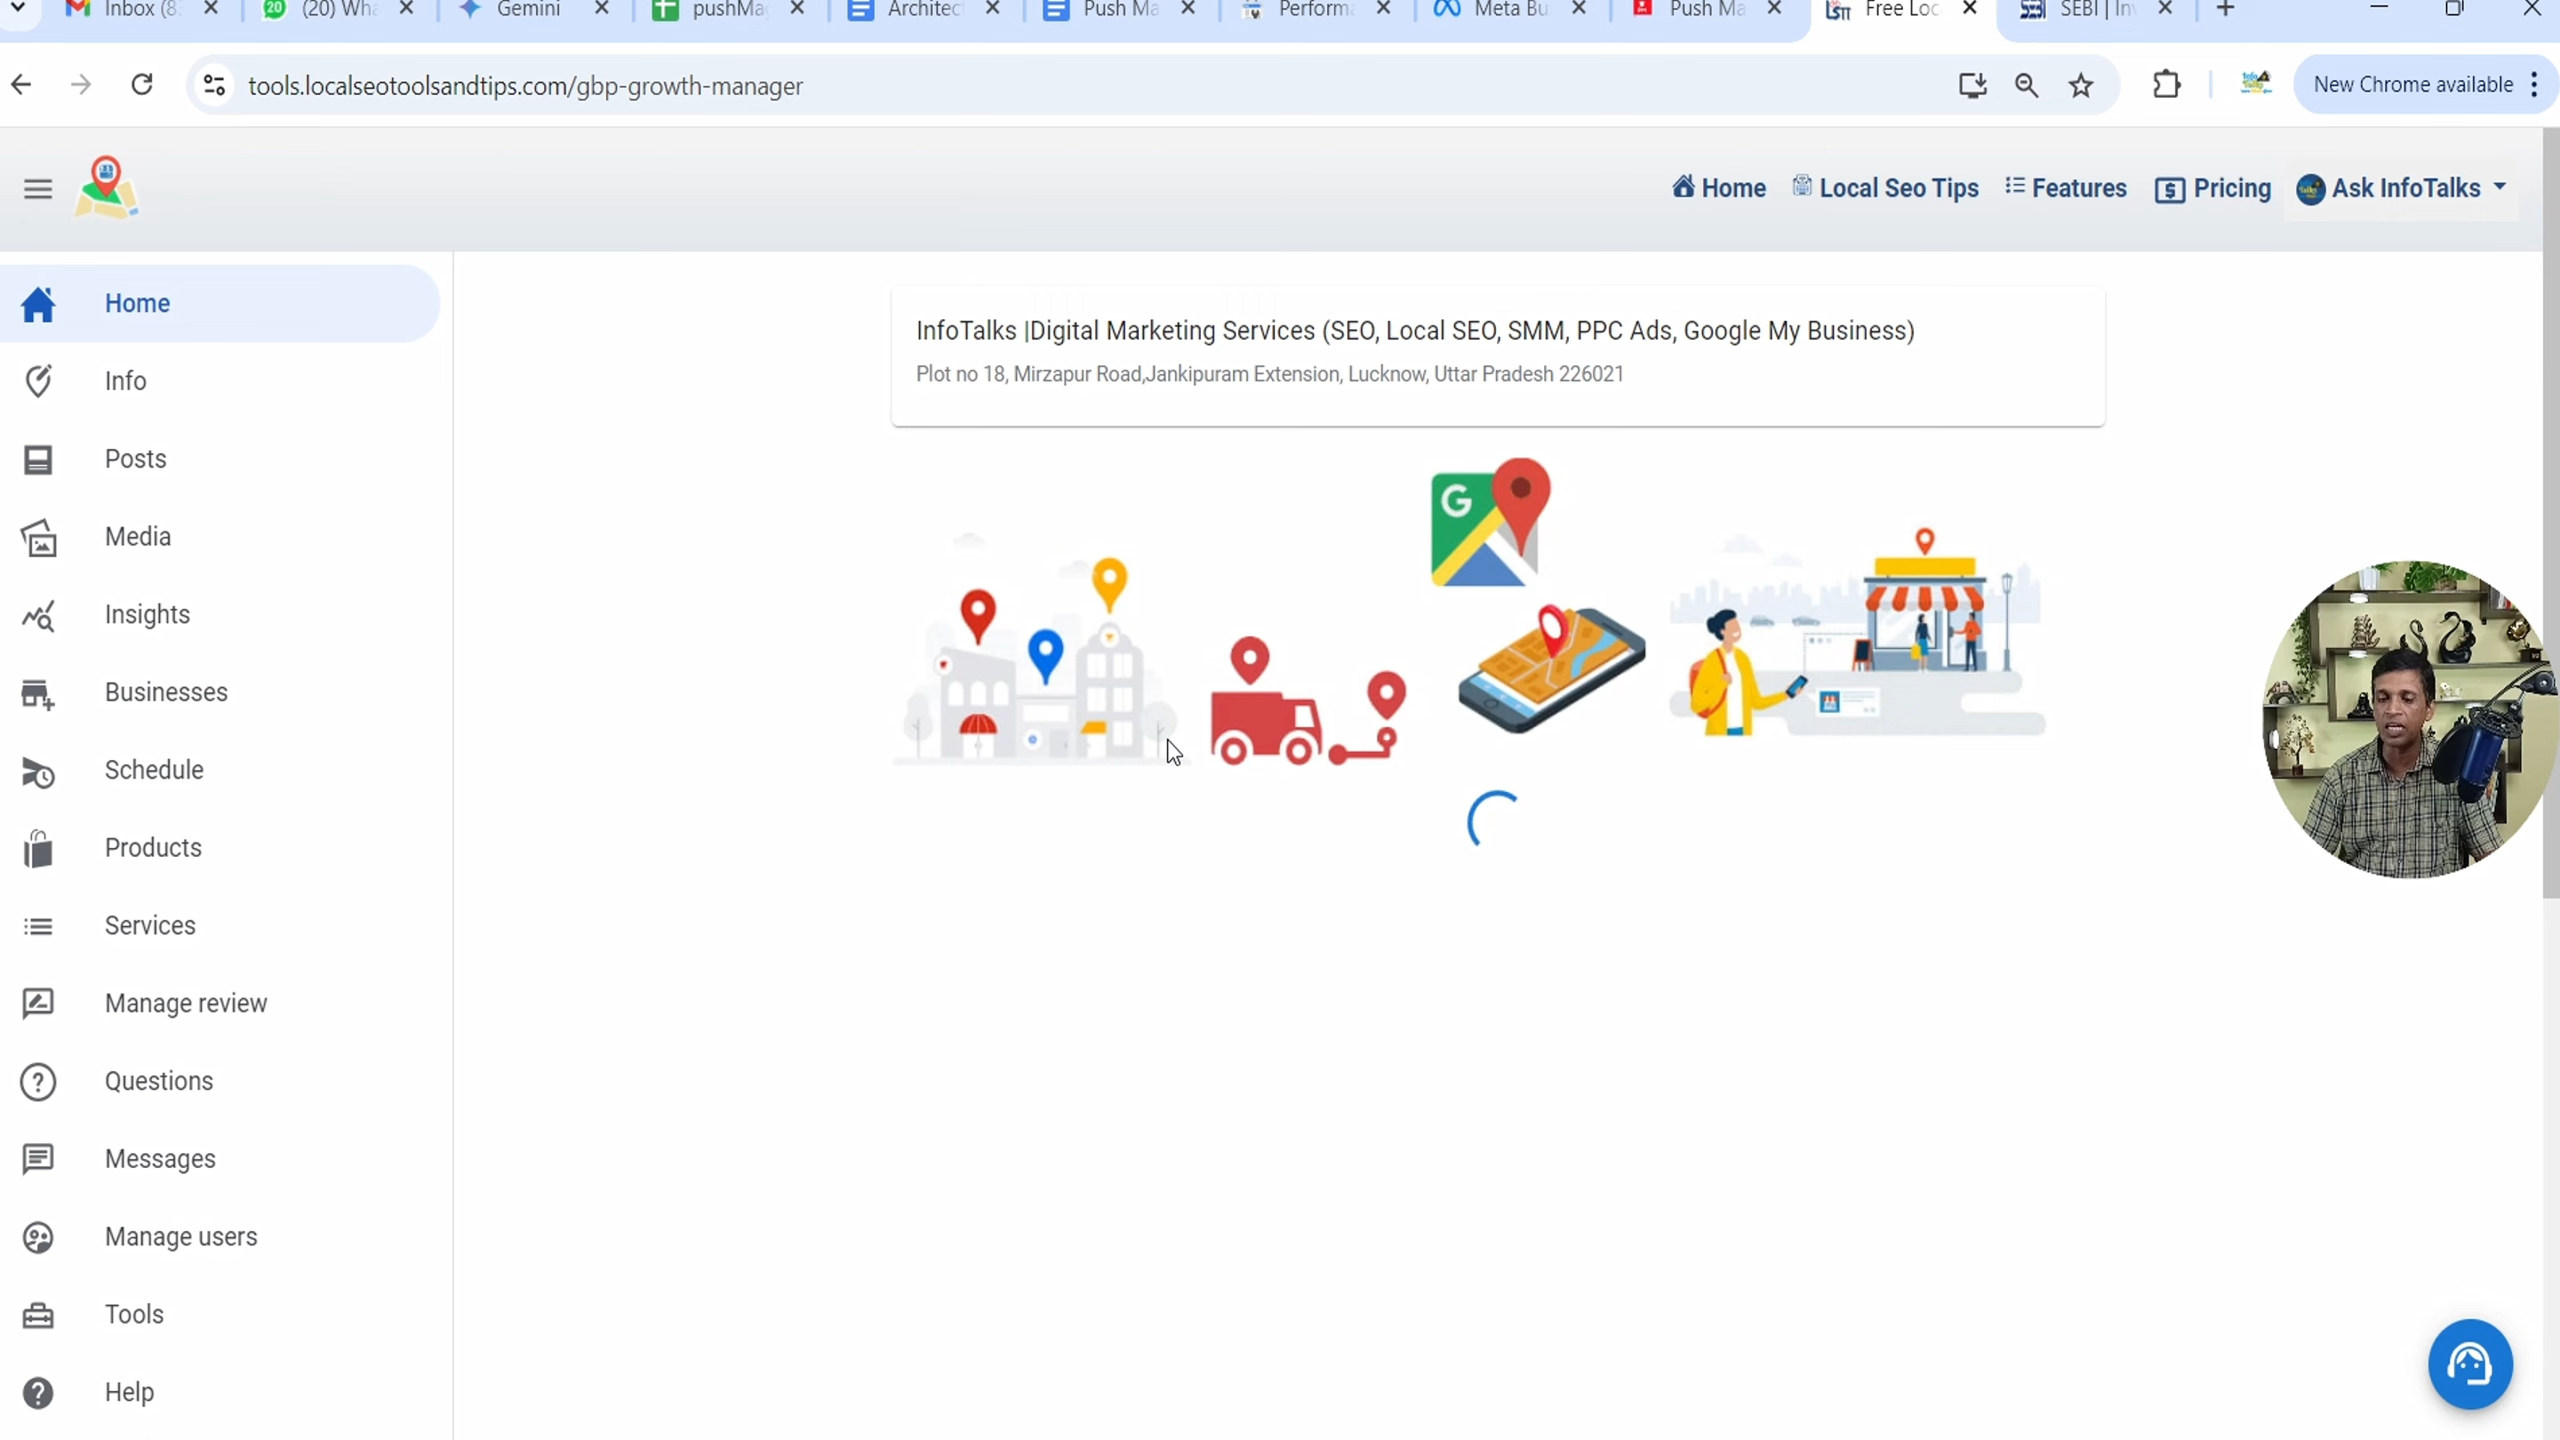 Inbox (8
20
(20) Wha
Gemini
pushMa
Architec
Push Ma
Performa
Meta Bu
Push Ma
Free Loc
SEBI | In
tools.localseotoolsandtips.com/gbp-growth-manager
New Chrome available
Home
Local Seo Tips
Features
Pricing
Ask InfoTalks
Home
Info
Posts
Media
Insights
Businesses
Schedule
Products
Services
Manage review
Questions
Messages
Manage users
Tools
Help
InfoTalks |Digital Marketing Services (SEO, Local SEO, SMM, PPC Ads, Google My Business)
Plot no 18, Mirzapur Road,Jankipuram Extension, Lucknow, Uttar Pradesh 226021
G